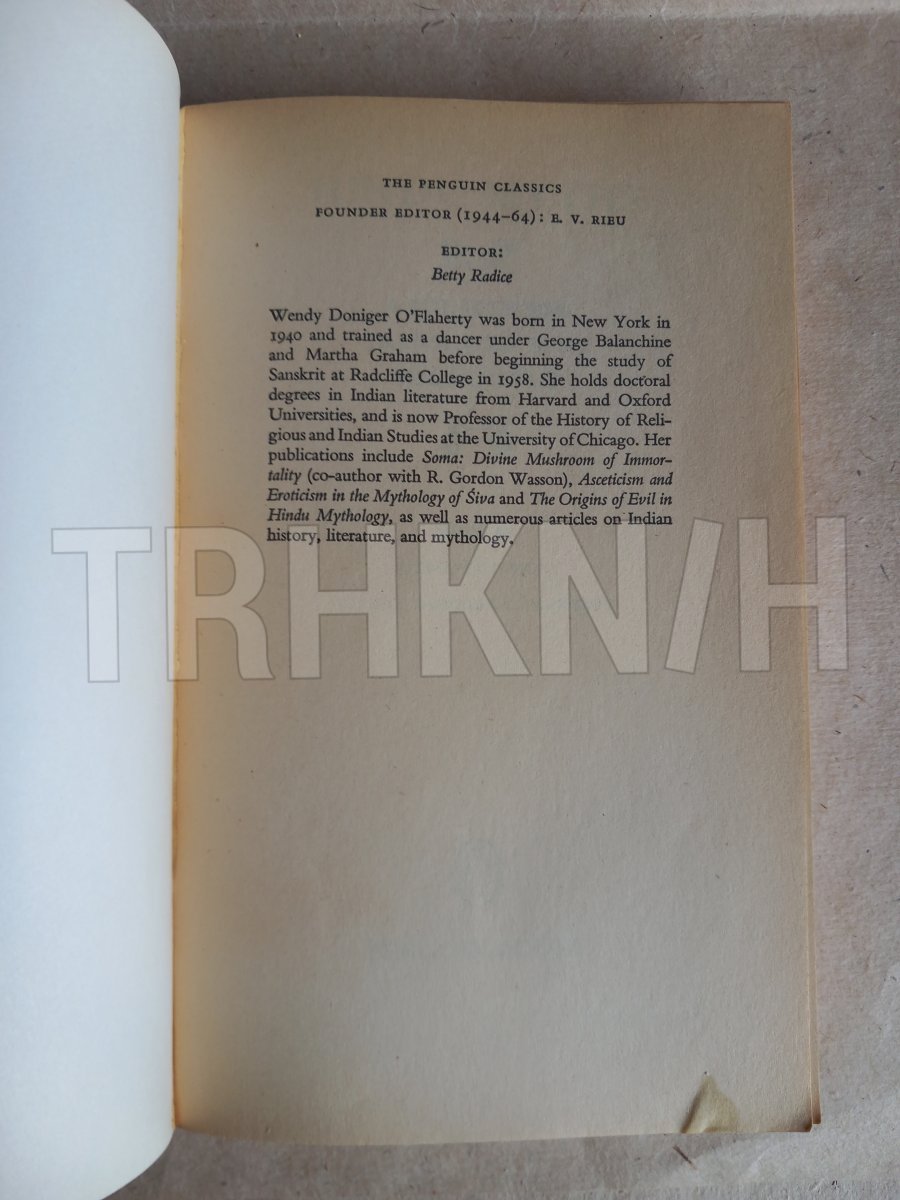 THE PENGUIN CLASSICS
FOUNDER EDITOR (1944–64): E. V. RIEU
EDITOR:
Betty Radice
Wendy Doniger O'Flaherty was born in New York in
1940 and trained as a dancer under George Balanchine
and Martha Graham before beginning the study of
Sanskrit at Radcliffe College in 1958. She holds doctoral
degrees in Indian literature from Harvard and Oxford
Universities, and is now Professor of the History of Reli-
gious and Indian Studies at the University of Chicago. Her
publications include Soma: Divine Mushroom of Immor-
tality (co-author with R. Gordon Wasson), Asceticism and
Eroticism in the Mythology of Śiva and The Origins of Evil in
Hindu Mythology, as well as numerous articles on Indian
history, literature, and mythology.
TRHKN/H